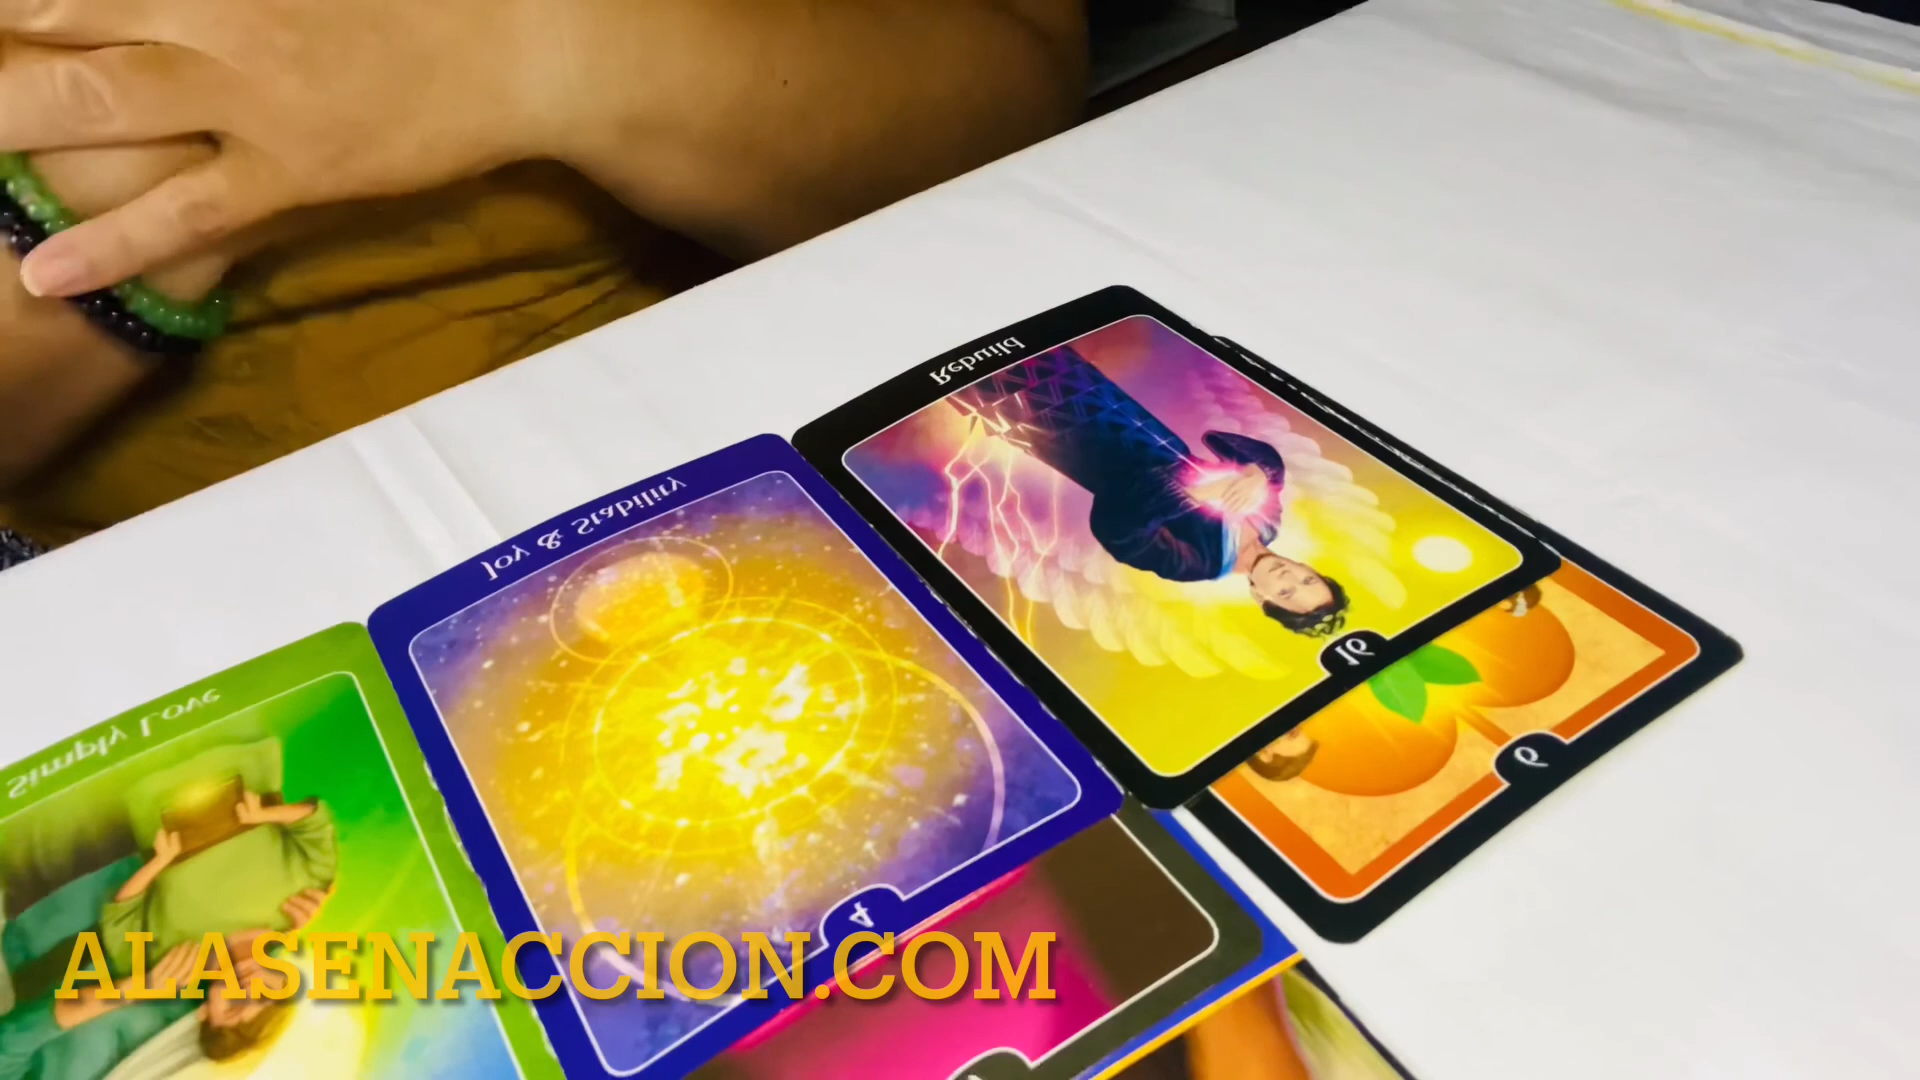 Rebuild
Joy & Stability
Simply Love
16
6
4
ALASENACCION.COM